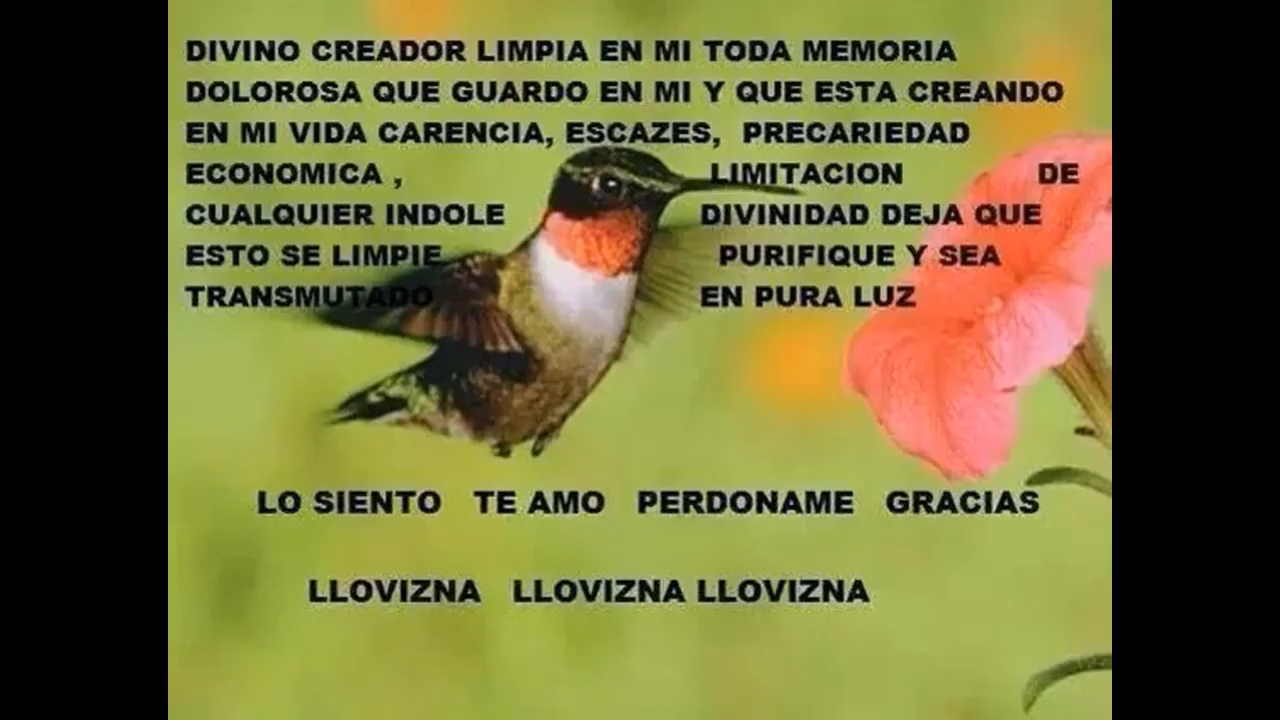 DIVINO CREADOR LIMPIA EN MI TODA MEMORIA
DOLOROSA QUE GUARDO EN MI Y QUE ESTA CREANDO
EN MI VIDA CARENCIA, ESCAZES, PRECARIEDAD
ECONOMICA , LIMITACION DE
CUALQUIER INDOLE DIVINIDAD DEJA QUE
ESTO SE LIMPIE PURIFIQUE Y SEA
TRANSMUTADO EN PURA LUZ
LO SIENTO TE AMO PERDONAME GRACIAS
LLOVIZNA LLOVIZNA LLOVIZNA